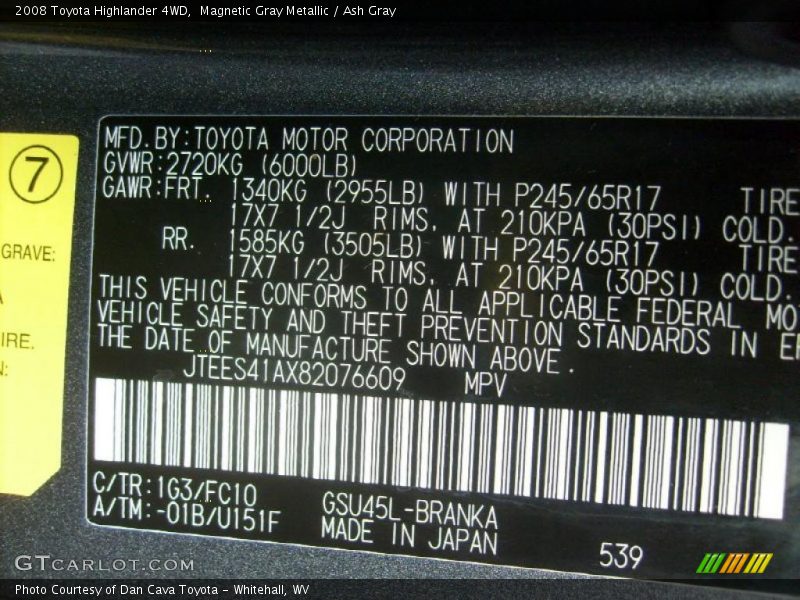 2008 Toyota Highlander 4WD,  Magnetic Gray Metallic / Ash Gray
7
GRAVE:
IRE.
N:
MFD.BY:TOYOTA MOTOR CORPORATION
GVWR:2720KG (6000LB)
GAWR:FRT. 1340KG (2955LB) WITH P245/65R17 TIRE
17X7 1/2J RIMS, AT 210KPA (30PSI) COLD.
RR. 1585KG (3505LB) WITH P245/65R17 TIRE
17X7 1/2J RIMS, AT 210KPA (30PSI) COLD.
THIS VEHICLE CONFORMS TO ALL APPLICABLE FEDERAL MO
VEHICLE SAFETY AND THEFT PREVENTION STANDARDS IN E
THE DATE OF MANUFACTURE SHOWN ABOVE.
JTEES41AX82076609 MPV
C/TR:1G3/FC10
A/TM:-01B/U151F
GSU45L-BRANKA
MADE IN JAPAN
539
GTCARLOT.COM
Photo Courtesy of Dan Cava Toyota - Whitehall, WV